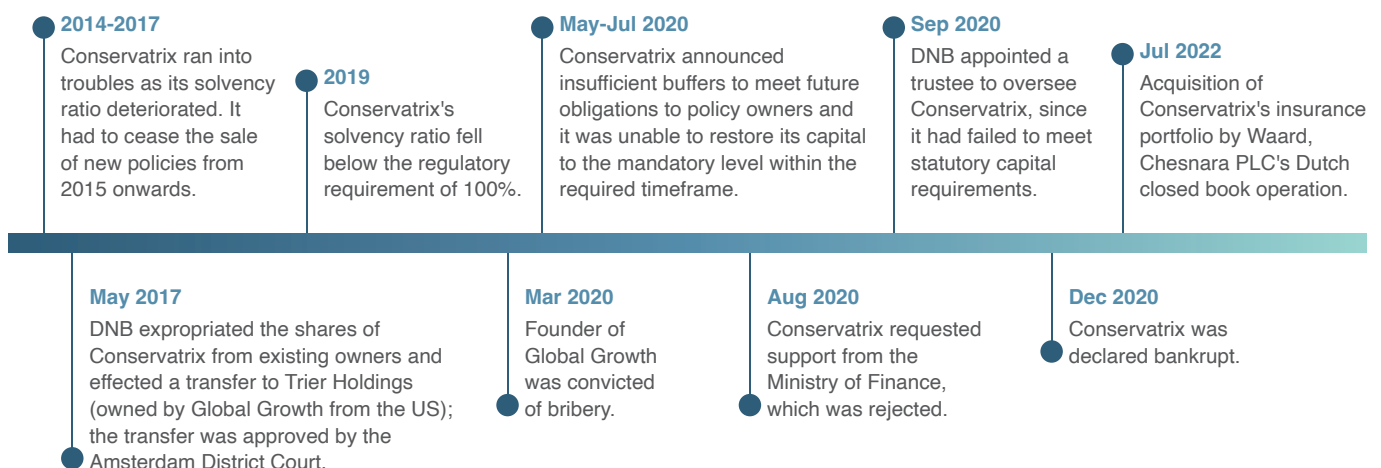 2014-2017
Conservatrix ran into
troubles as its solvency
ratio deteriorated. It
had to cease the sale
of new policies from
2015 onwards.
2019
Conservatrix's
solvency ratio fell
below the regulatory
requirement of 100%.
May-Jul 2020
Conservatrix announced
insufficient buffers to meet future
obligations to policy owners and
it was unable to restore its capital
to the mandatory level within the
required timeframe.
Sep 2020
DNB appointed a
trustee to oversee
Conservatrix, since
it had failed to meet
statutory capital
requirements.
Jul 2022
Acquisition of
Conservatrix's insurance
portfolio by Waard,
Chesnara PLC's Dutch
closed book operation.
May 2017
DNB expropriated the shares of
Conservatrix from existing owners and
effected a transfer to Trier Holdings
(owned by Global Growth from the US);
the transfer was approved by the
Amsterdam District Court.
Mar 2020
Founder of
Global Growth
was convicted
of bribery.
Aug 2020
Conservatrix requested
support from the
Ministry of Finance,
which was rejected.
Dec 2020
Conservatrix was
declared bankrupt.